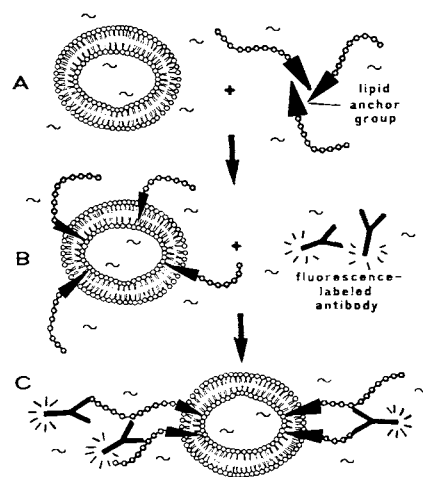 A
+
lipid
anchor
group
B
+
fluorescence-
labeled
antibody
C